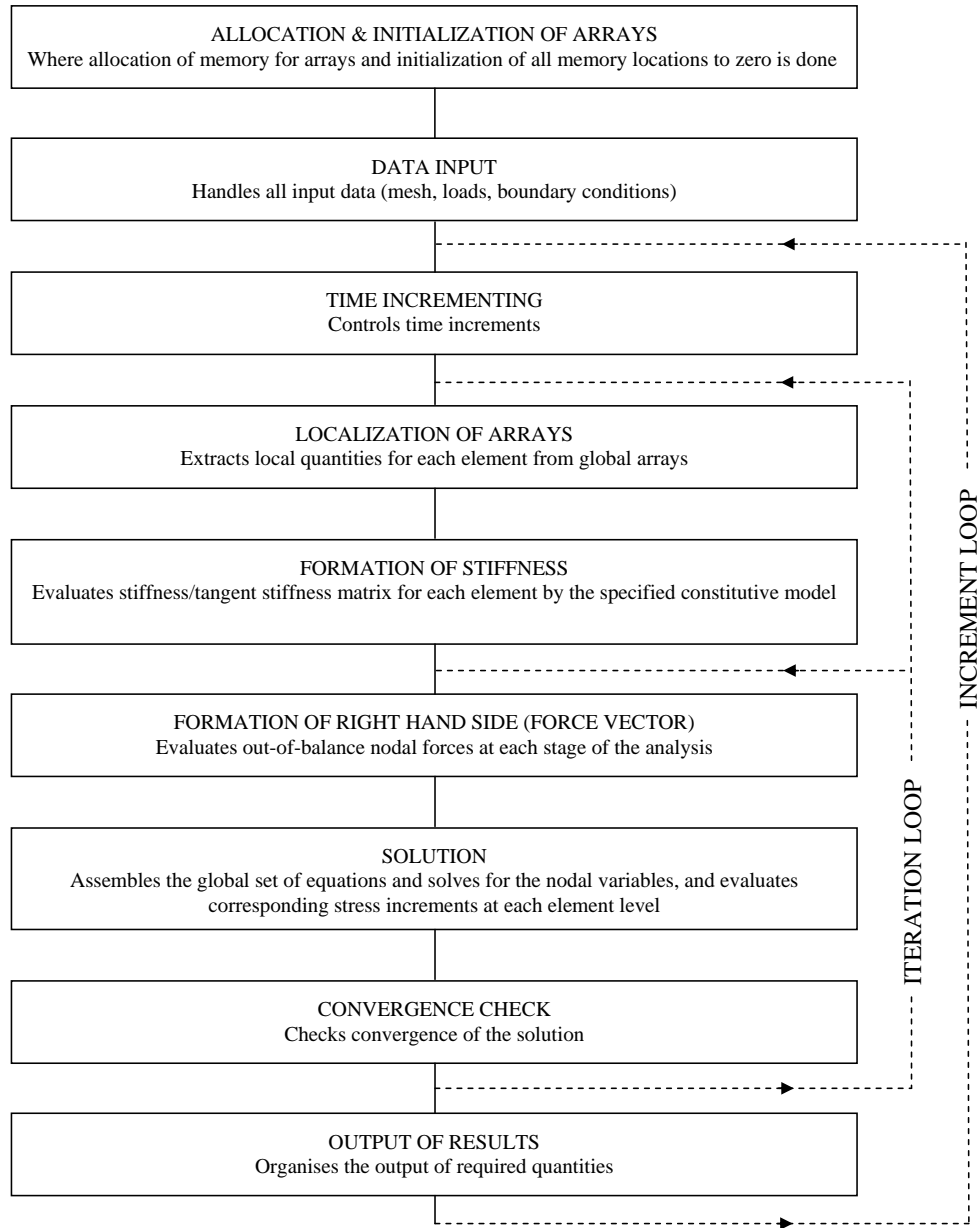 ALLOCATION & INITIALIZATION OF ARRAYS
Where allocation of memory for arrays and initialization of all memory locations to zero is done
DATA INPUT
Handles all input data (mesh, loads, boundary conditions)
TIME INCREMENTING
Controls time increments
LOCALIZATION OF ARRAYS
Extracts local quantities for each element from global arrays
FORMATION OF STIFFNESS
Evaluates stiffness/tangent stiffness matrix for each element by the specified constitutive model
FORMATION OF RIGHT HAND SIDE (FORCE VECTOR)
Evaluates out-of-balance nodal forces at each stage of the analysis
SOLUTION
Assembles the global set of equations and solves for the nodal variables, and evaluates
corresponding stress increments at each element level
CONVERGENCE CHECK
Checks convergence of the solution
OUTPUT OF RESULTS
Organises the output of required quantities
ITERATION LOOP
INCREMENT LOOP